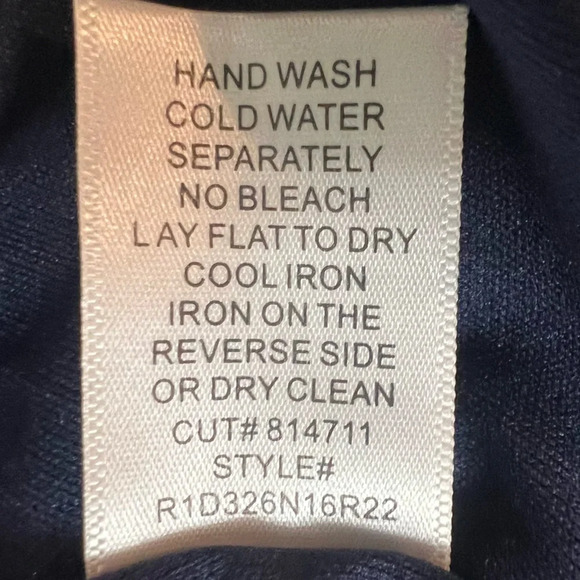 HAND WASH
COLD WATER
SEPARATELY
NO BLEACH
LAY FLAT TO DRY
COOL IRON
IRON ON THE
REVERSE SIDE
OR DRY CLEAN
CUT# 814711
STYLE#
R1D326N16R22